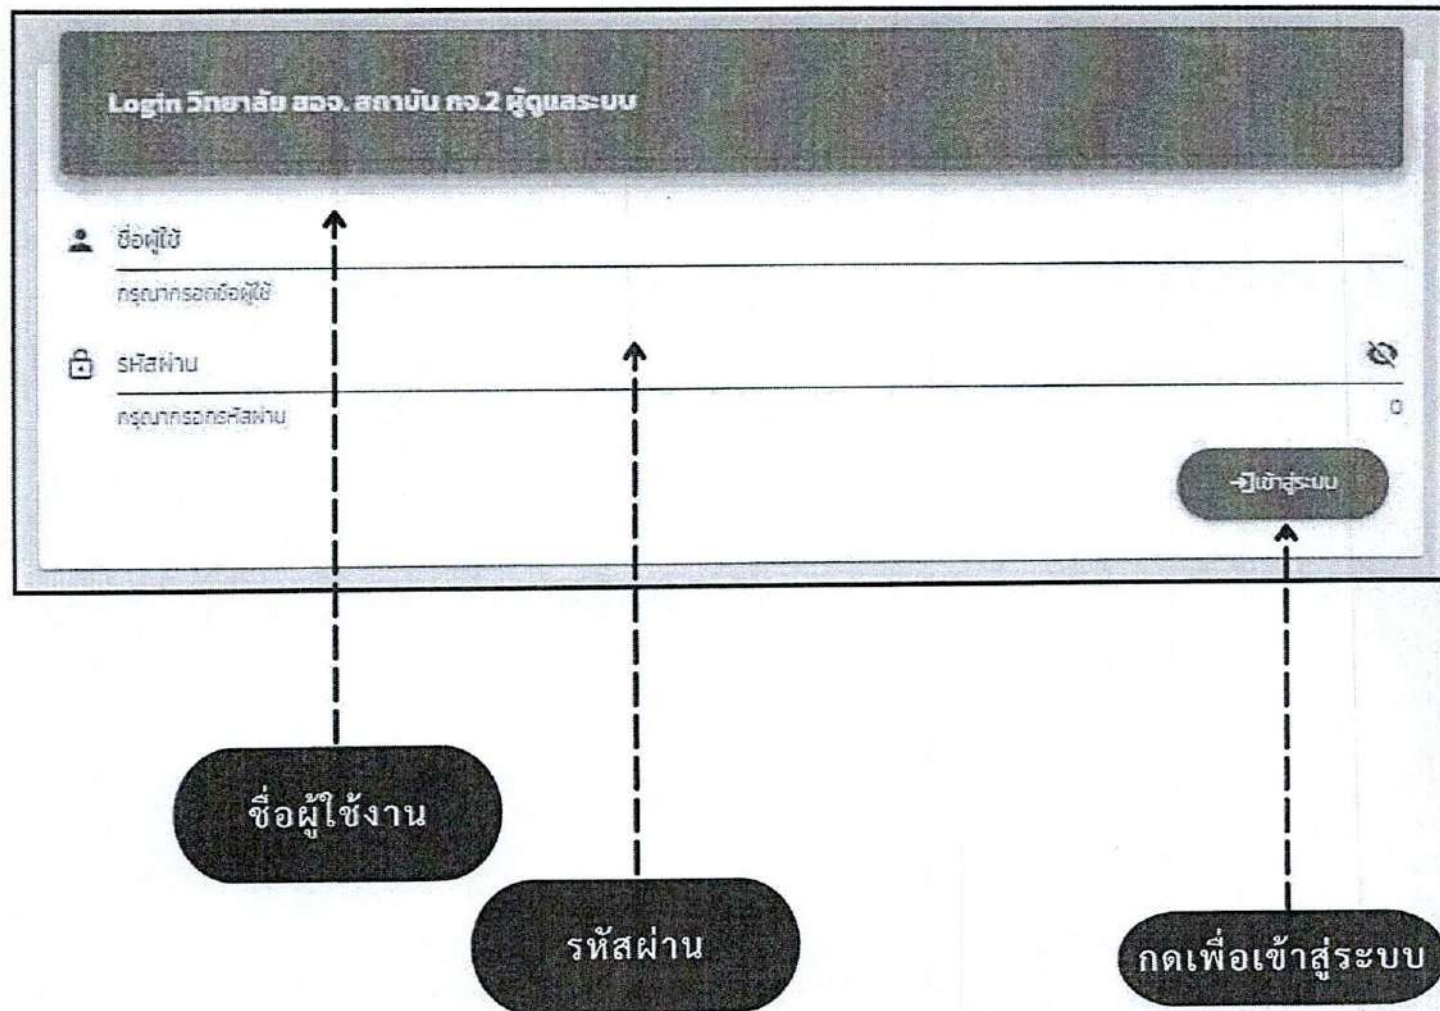 Login วิทยาลัย สอจ. สถาบัน กจ.2 ผู้ดูแลระบบ
ชื่อผู้ใช้
กรุณากรอกชื่อผู้ใช้
รหัสผ่าน
กรุณากรอกรหัสผ่าน
0
เข้าสู่ระบบ
ชื่อผู้ใช้งาน
รหัสผ่าน
กดเพื่อเข้าสู่ระบบ